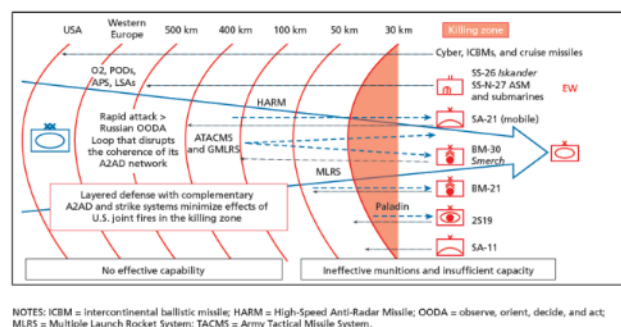 USA
Western
Europe
500 km
400 km
100 km
50 km
30 km
Killing zone
Cyber, ICBMs, and cruise missiles
O2, PODs,
APS, LSAs
SS-26 Iskander
SS-N-27 ASM
and submarines
EW
HARM
Rapid attack >
Russian OODA
Loop that disrupts
the coherence of its
A2AD network
SA-21 (mobile)
ATACMS
and GMLRS
BM-30
Smerch
MLRS
BM-21
Layered defense with complementary
A2AD and strike systems minimize effects of
U.S. joint fires in the killing zone
Paladin
2S19
SA-11
No effective capability
Ineffective munitions and insufficient capacity
NOTES: ICBM = intercontinental ballistic missile; HARM = High-Speed Anti-Radar Missile; OODA = observe, orient, decide, and act;
MLRS = Multiple Launch Rocket System; TACMS = Army Tactical Missile System.